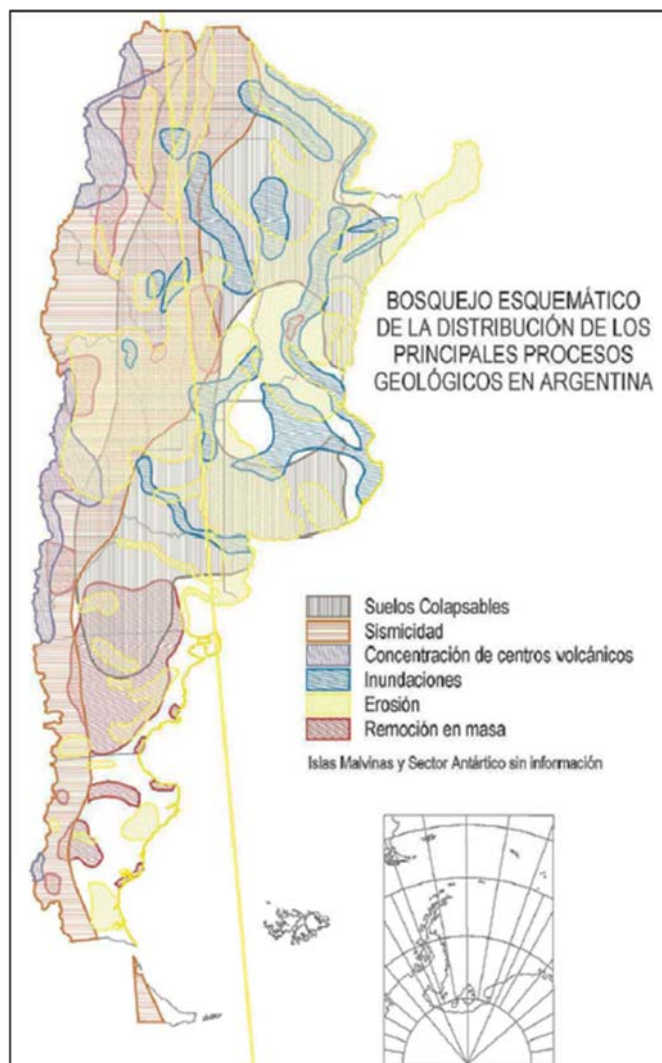 BOSQUEJO ESQUEMÁTICO
DE LA DISTRIBUCIÓN DE LOS
PRINCIPALES PROCESOS
GEOLÓGICOS EN ARGENTINA
Suelos Colapsables
Sismicidad
Concentración de centros volcánicos
Inundaciones
Erosión
Remoción en masa
Islas Malvinas y Sector Antártico sin información